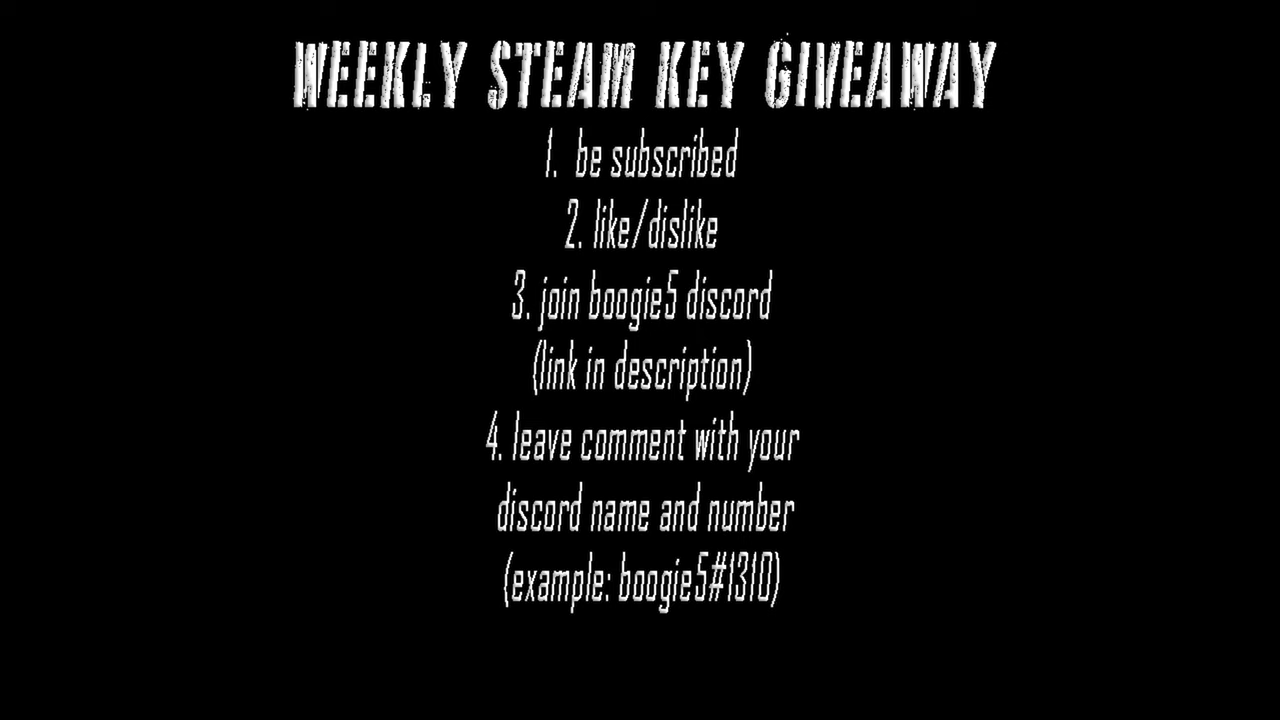 WEEKLY STEAM KEY GIVEAWAY
1. be subscribed
2. like/dislike
3. join boogie5 discord
(link in description)
4. leave comment with your
discord name and number
(example: boogie5#1310)